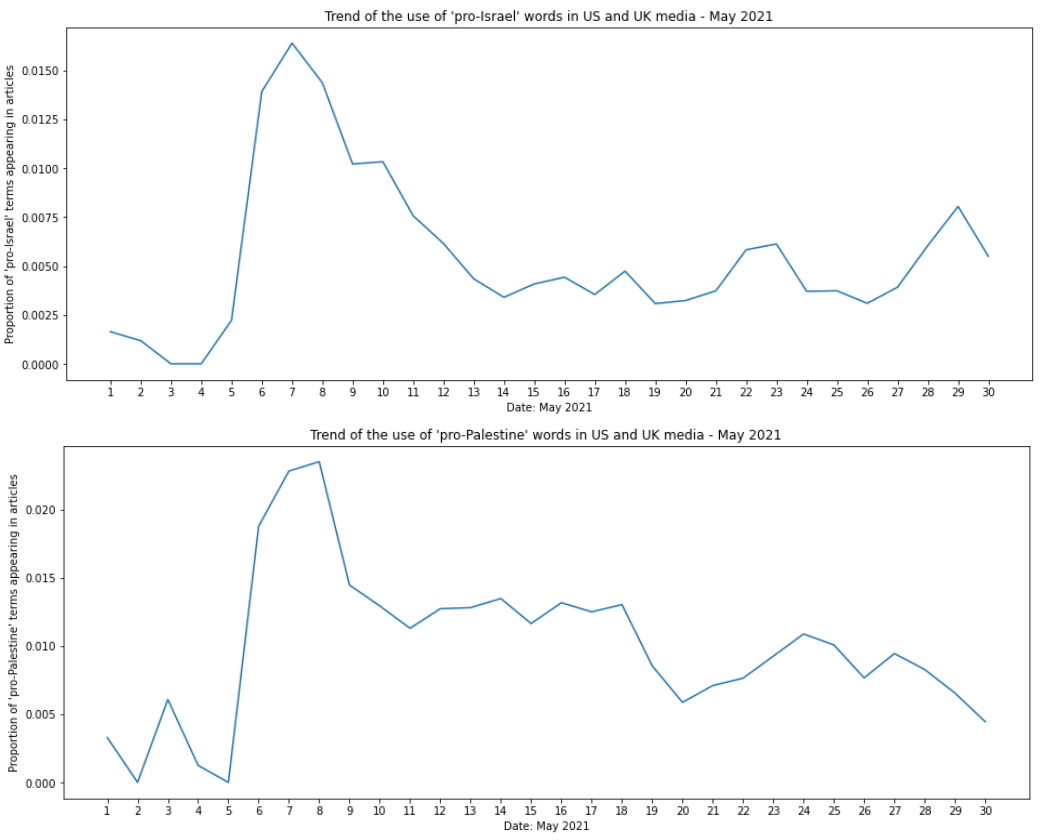 Trend of the use of 'pro-Israel' words in US and UK media - May 2021
Proportion of 'pro-Israel' terms appearing in articles
0.0150
0.0125
0.0100
0.0075
0.0050
0.0025
0.0000
1 2 3 4 5 6 7 8 9 10 11 12 13 14 15 16 17 18 19 20 21 22 23 24 25 26 27 28 29 30
Date: May 2021
Trend of the use of 'pro-Palestine' words in US and UK media - May 2021
Proportion of 'pro-Palestine' terms appearing in articles
0.020
0.015
0.010
0.005
0.000
1 2 3 4 5 6 7 8 9 10 11 12 13 14 15 16 17 18 19 20 21 22 23 24 25 26 27 28 29 30
Date: May 2021